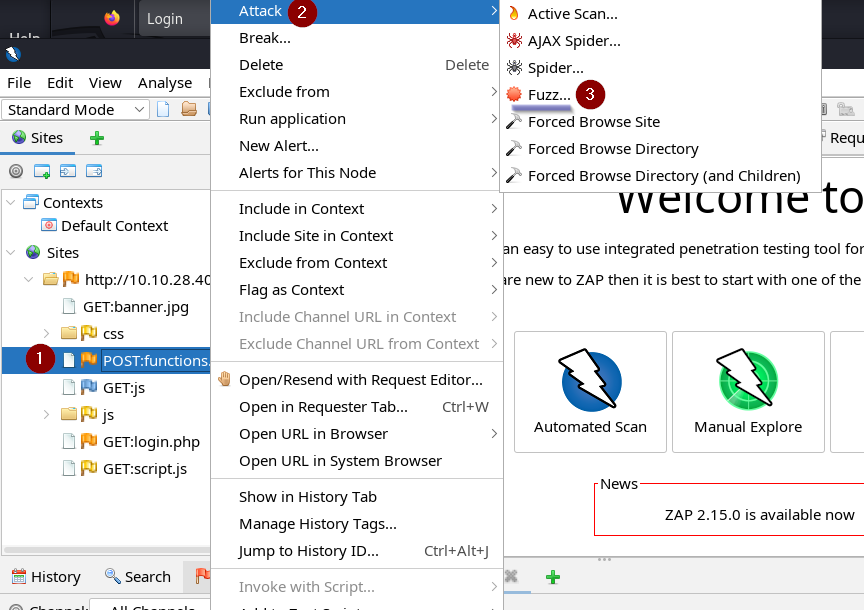 Login
Help
File Edit View Analyse
Standard Mode
Sites
Contexts
Default Context
Sites
http://10.10.28.40
GET:banner.jpg
css
1
POST:functions.
GET:js
js
GET:login.php
GET:script.js
History Search
All Channels
Attack 2
Break...
Delete Delete
Exclude from
Run application
New Alert...
Alerts for This Node
Include in Context
Include Site in Context
Exclude from Context
Flag as Context
Include Channel URL in Context
Exclude Channel URL from Context
Open/Resend with Request Editor...
Open in Requester Tab... Ctrl+W
Open URL in Browser
Open URL in System Browser
Show in History Tab
Manage History Tags...
Jump to History ID... Ctrl+Alt+J
Invoke with Script...
Active Scan...
AJAX Spider...
Spider...
Fuzz... 3
Forced Browse Site
Forced Browse Directory
Forced Browse Directory (and Children)
Requ
Welcome to
an easy to use integrated penetration testing tool for
are new to ZAP then it is best to start with one of the
Automated Scan
Manual Explore
News
ZAP 2.15.0 is available now